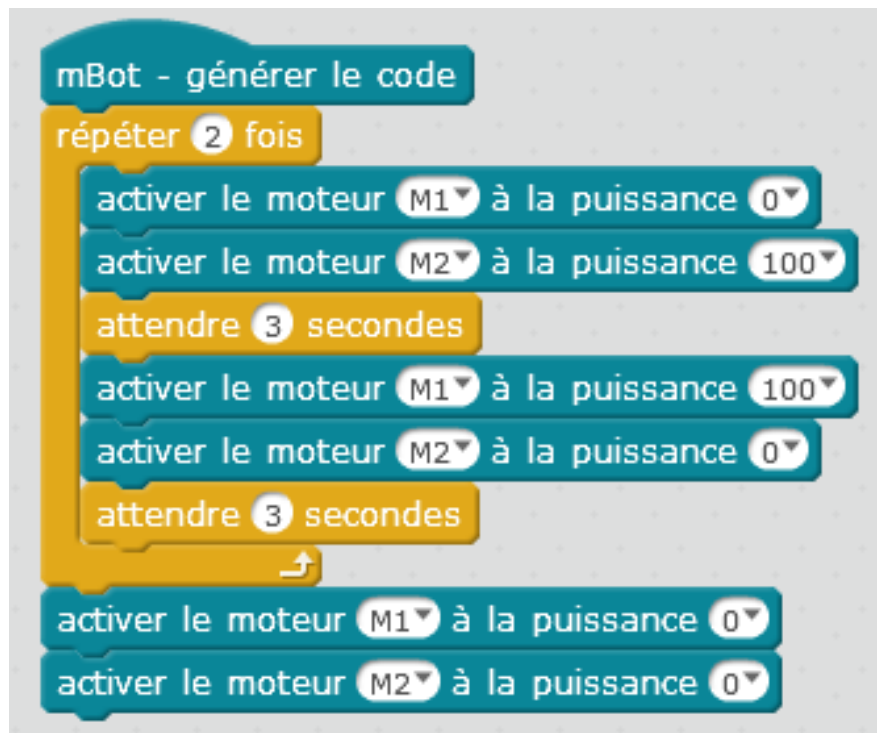 mBot - générer le code
répéter 2 fois
activer le moteur M1 à la puissance 0
activer le moteur M2 à la puissance 100
attendre 3 secondes
activer le moteur M1 à la puissance 100
activer le moteur M2 à la puissance 0
attendre 3 secondes
activer le moteur M1 à la puissance 0
activer le moteur M2 à la puissance 0